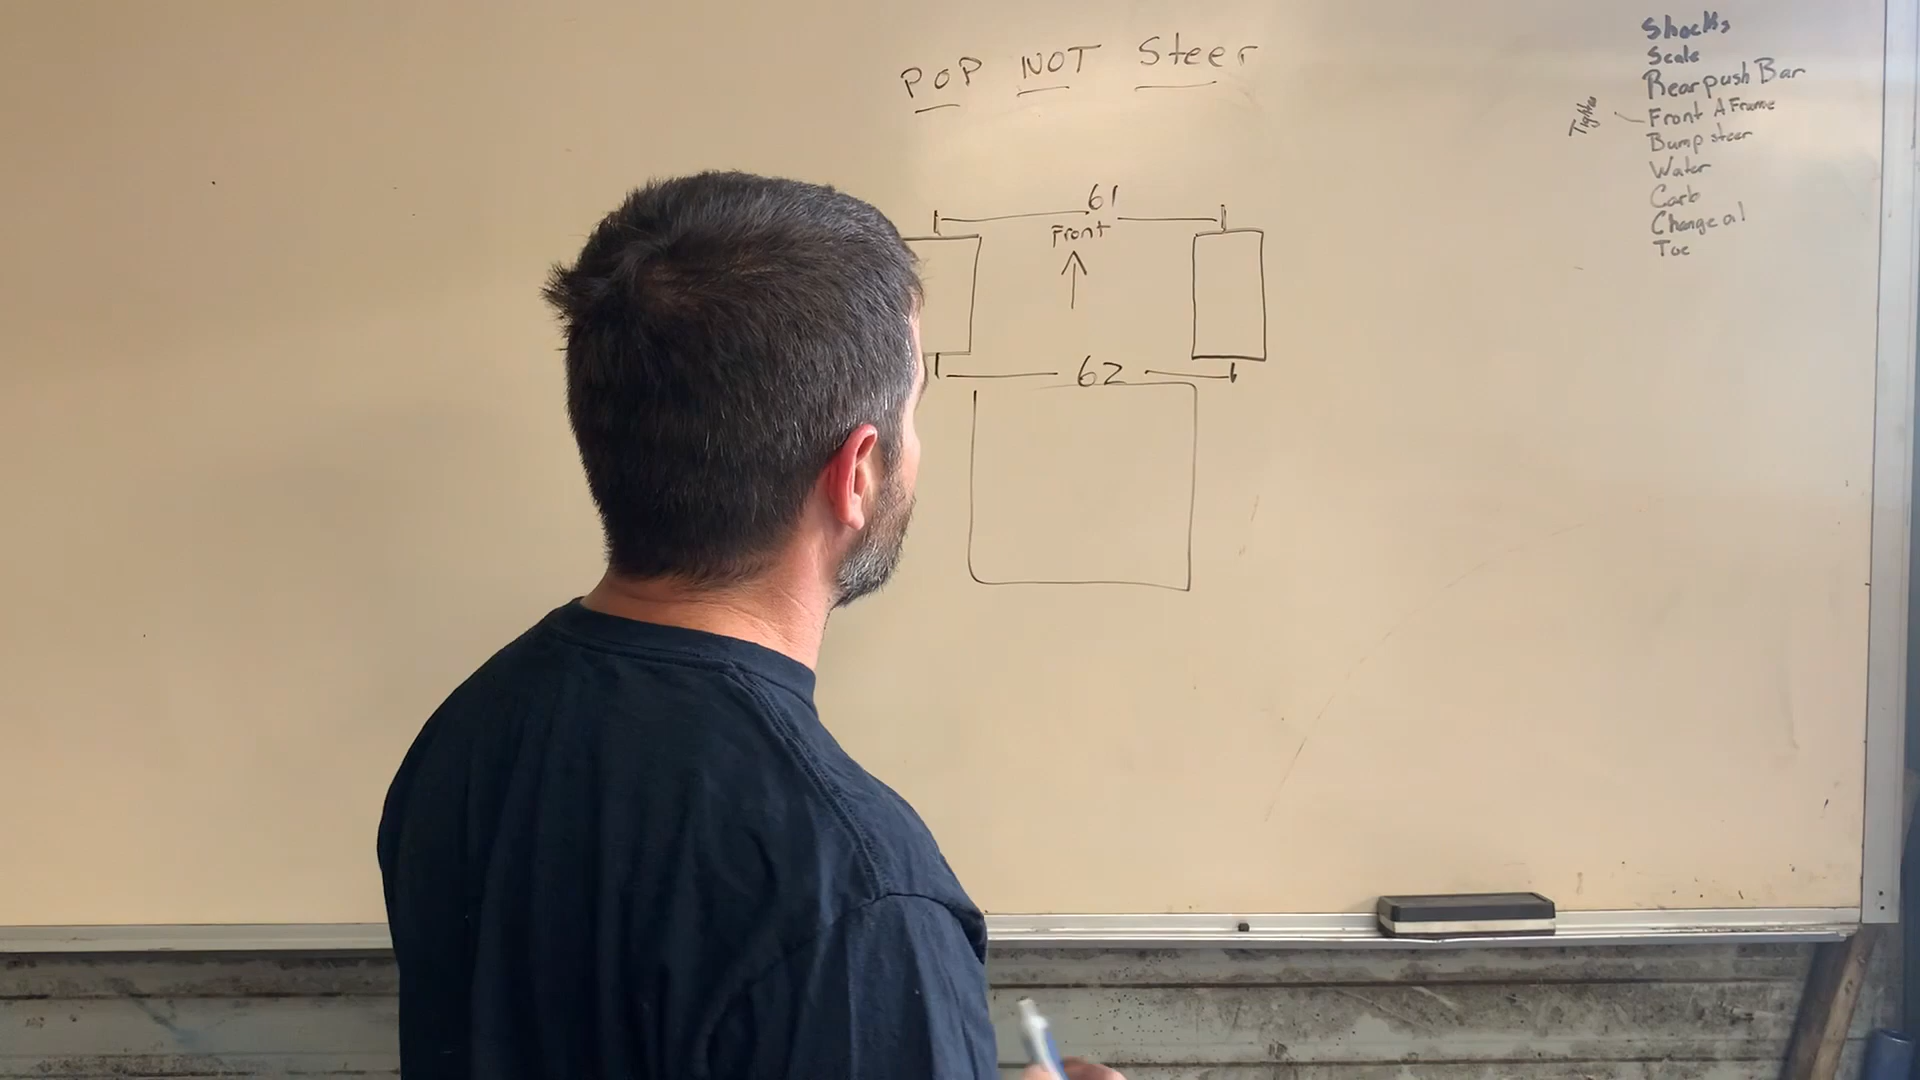 POP NOT Steer
61
Front
62
Shocks
Scale
Rear push Bar
Front A Frame
Bump steer
Water
Carb
Change oil
Toe